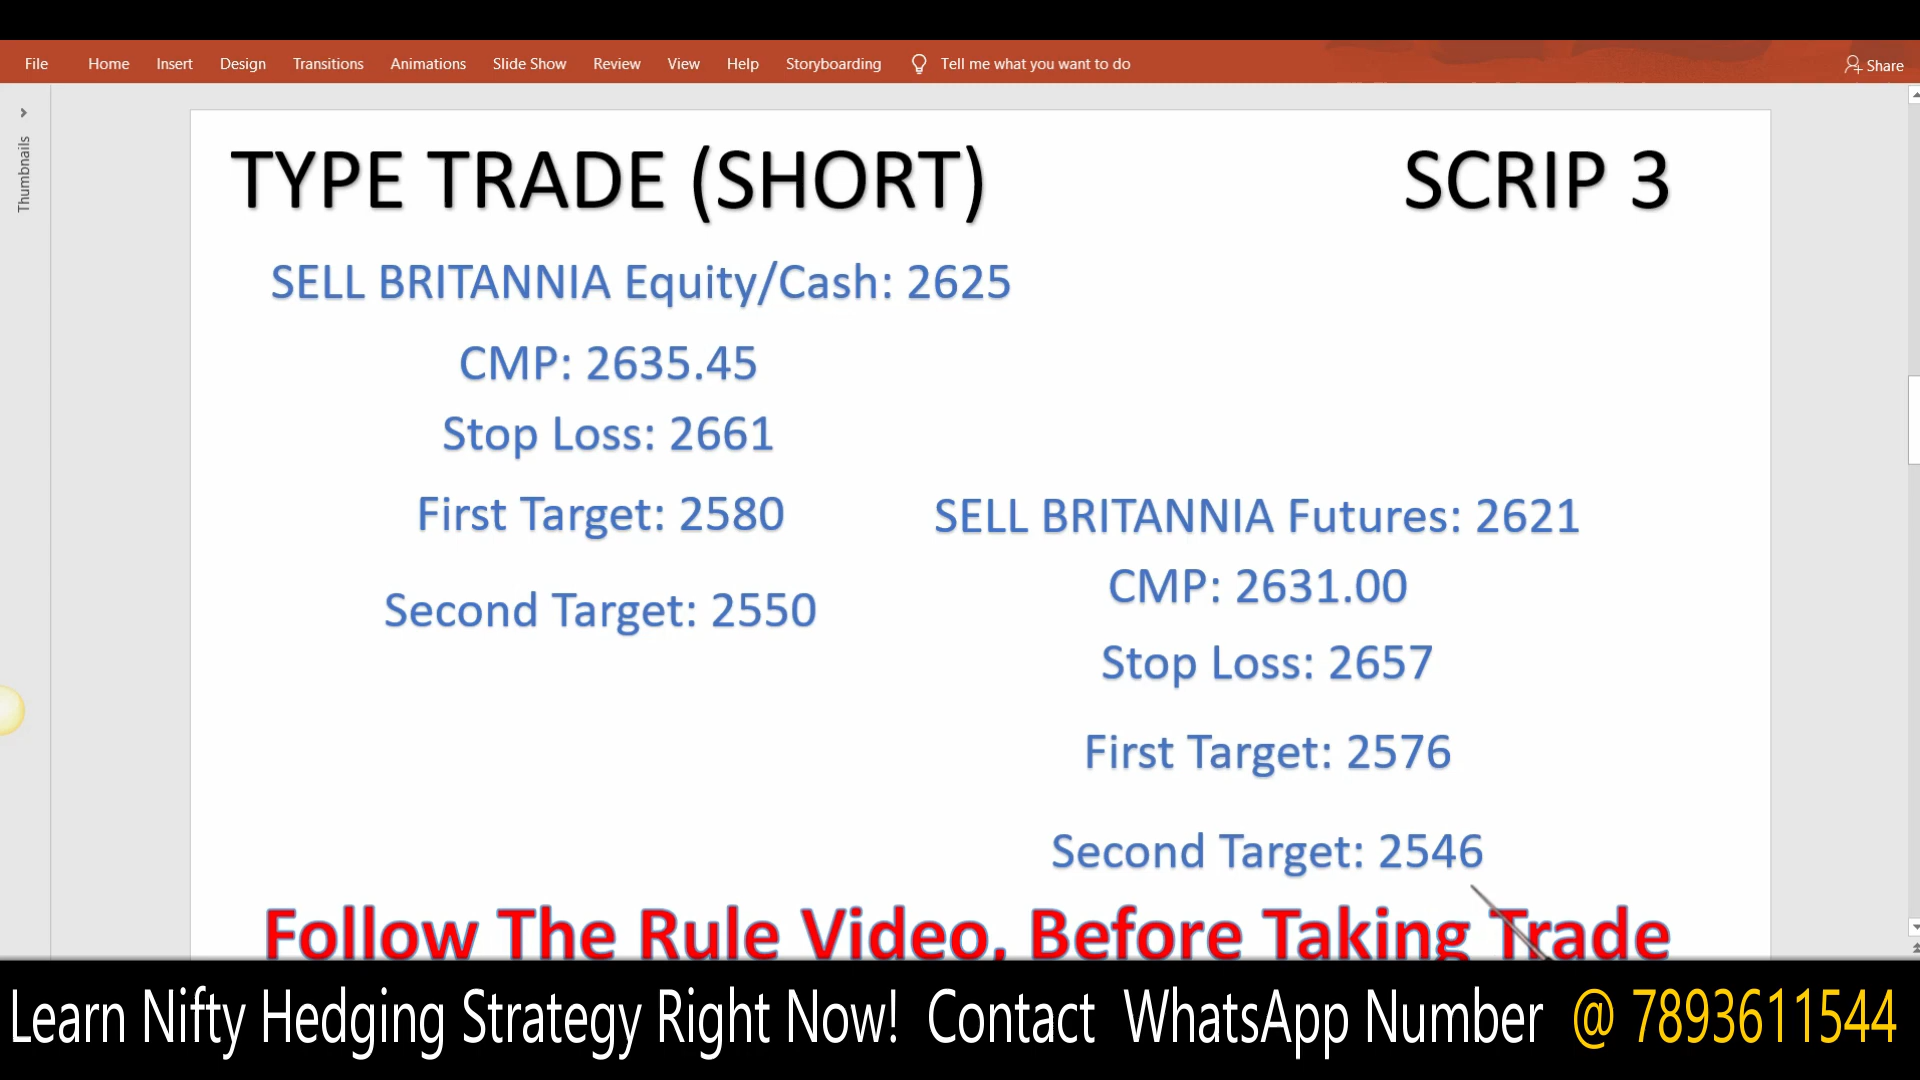 File Home Insert Design Transitions Animations Slide Show Review View Help Storyboarding Tell me what you want to do Share
Thumbnails
TYPE TRADE (SHORT) SCRIP 3
SELL BRITANNIA Equity/Cash: 2625
CMP: 2635.45
Stop Loss: 2661
First Target: 2580
Second Target: 2550
SELL BRITANNIA Futures: 2621
CMP: 2631.00
Stop Loss: 2657
First Target: 2576
Second Target: 2546
Follow The Rule Video, Before Taking Trade
Learn Nifty Hedging Strategy Right Now! Contact WhatsApp Number @ 7893611544